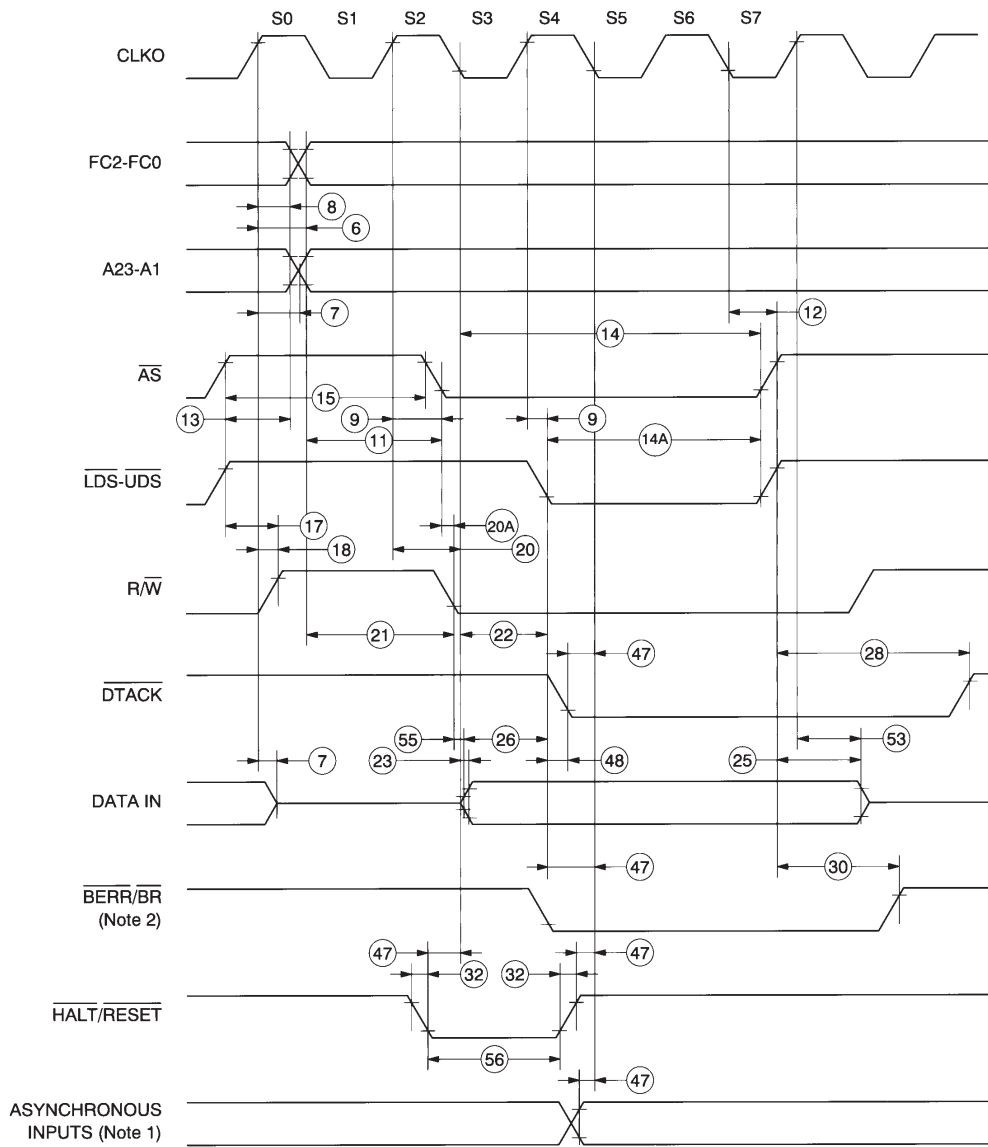 S0 S1 S2 S3 S4 S5 S6 S7
CLKO
FC2-FC0
8
6
A23-A1
7
12
14
AS
15
13
9
9
11
14A
LDS-UDS
17
20A
18
20
R/W
21
22
47
28
DTACK
55
26
53
7
23
48
25
DATA IN
47
30
BERR/BR
(Note 2)
47
47
32
32
HALT/RESET
56
47
ASYNCHRONOUS
INPUTS (Note 1)